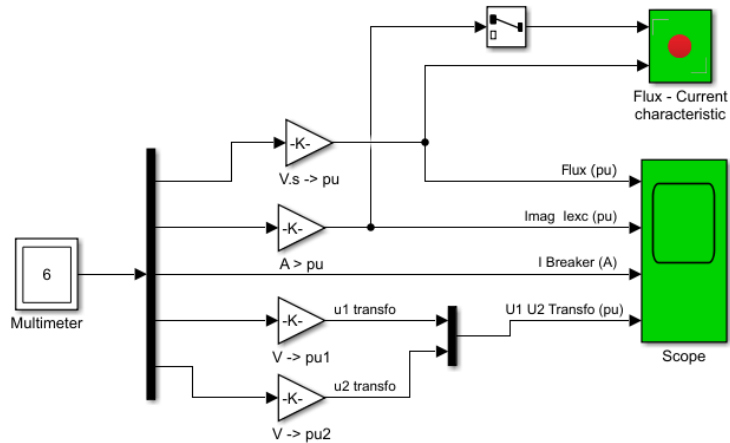 Flux - Current
characteristic
-K-
V.s -> pu
Flux (pu)
-K-
A > pu
Imag Iexc (pu)
6
Multimeter
I Breaker (A)
-K-
V -> pu1
u1 transfo
U1 U2 Transfo (pu)
Scope
-K-
V -> pu2
u2 transfo